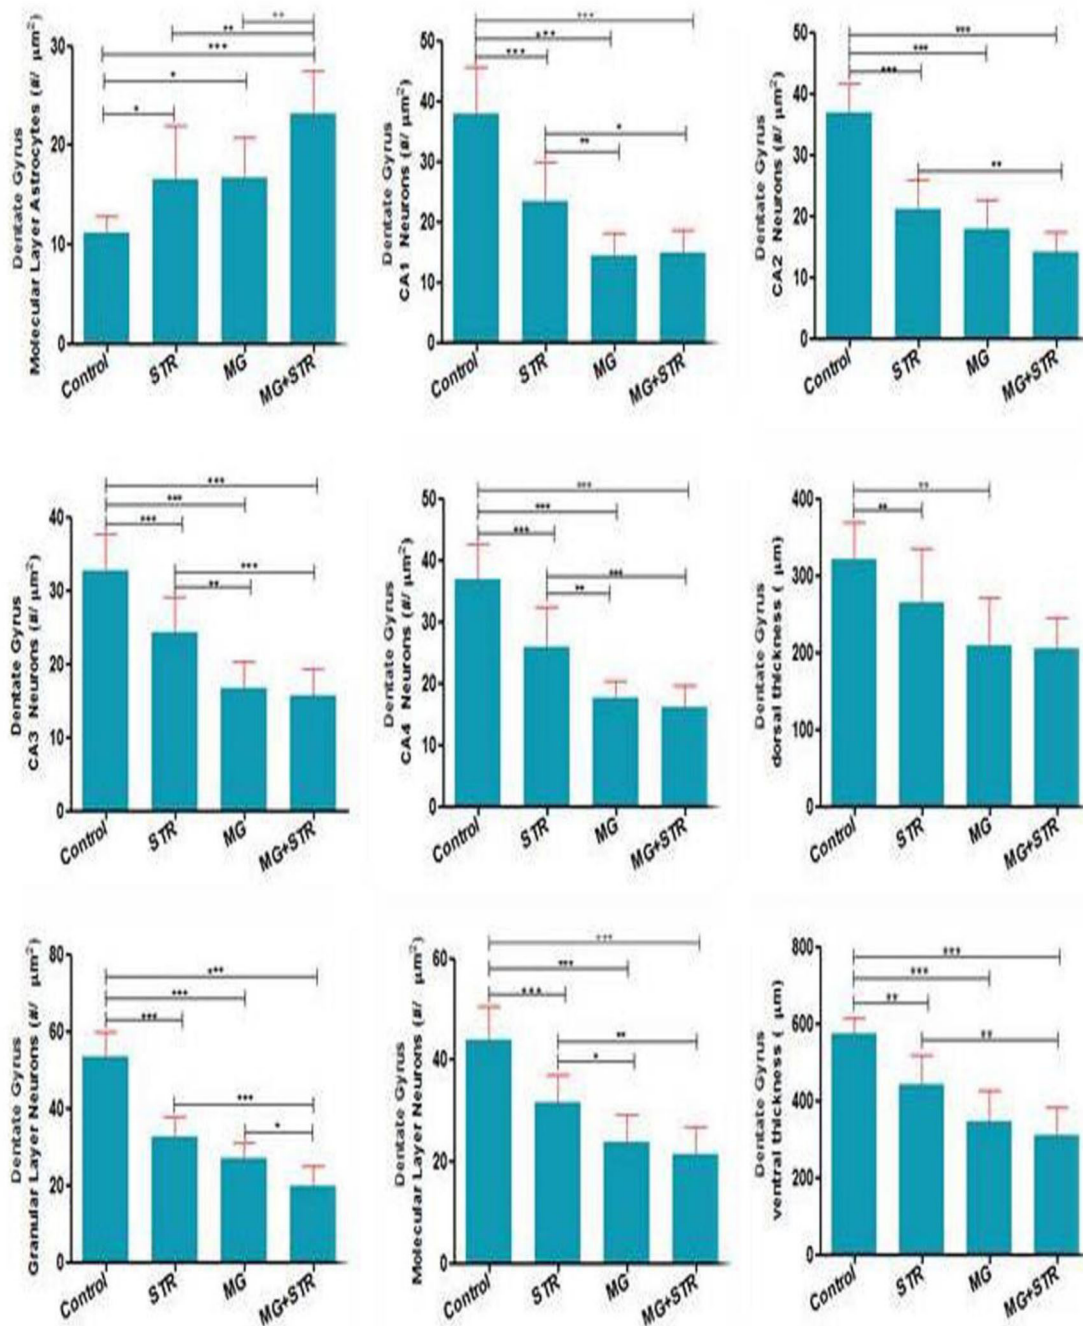 Dentate Gyrus
Molecular Layer Astrocytes (#/ µm²)
30
20
10
0
**
**
***
*
*
Control
STR
MG
MG+STR
Dentate Gyrus
CA1 Neurons (#/ µm²)
50
40
30
20
10
0
***
***
***
*
**
Control
STR
MG
MG+STR
Dentate Gyrus
CA2 Neurons (#/ µm²)
50
40
30
20
10
0
***
***
***
**
Control
STR
MG
MG+STR
Dentate Gyrus
CA3 Neurons (#/ µm²)
40
30
20
10
0
***
***
***
***
**
Control
STR
MG
MG+STR
Dentate Gyrus
CA4 Neurons (#/ µm²)
50
40
30
20
10
0
***
***
***
***
**
Control
STR
MG
MG+STR
Dentate Gyrus
dorsal thickness ( µm)
400
300
200
100
0
**
**
Control
STR
MG
MG+STR
Dentate Gyrus
Granular Layer Neurons (#/ µm²)
80
60
40
20
0
***
***
***
***
*
Control
STR
MG
MG+STR
Dentate Gyrus
Molecular Layer Neurons (#/ µm²)
60
40
20
0
***
***
***
**
*
Control
STR
MG
MG+STR
Dentate Gyrus
ventral thickness ( µm)
800
600
400
200
0
***
***
**
**
Control
STR
MG
MG+STR